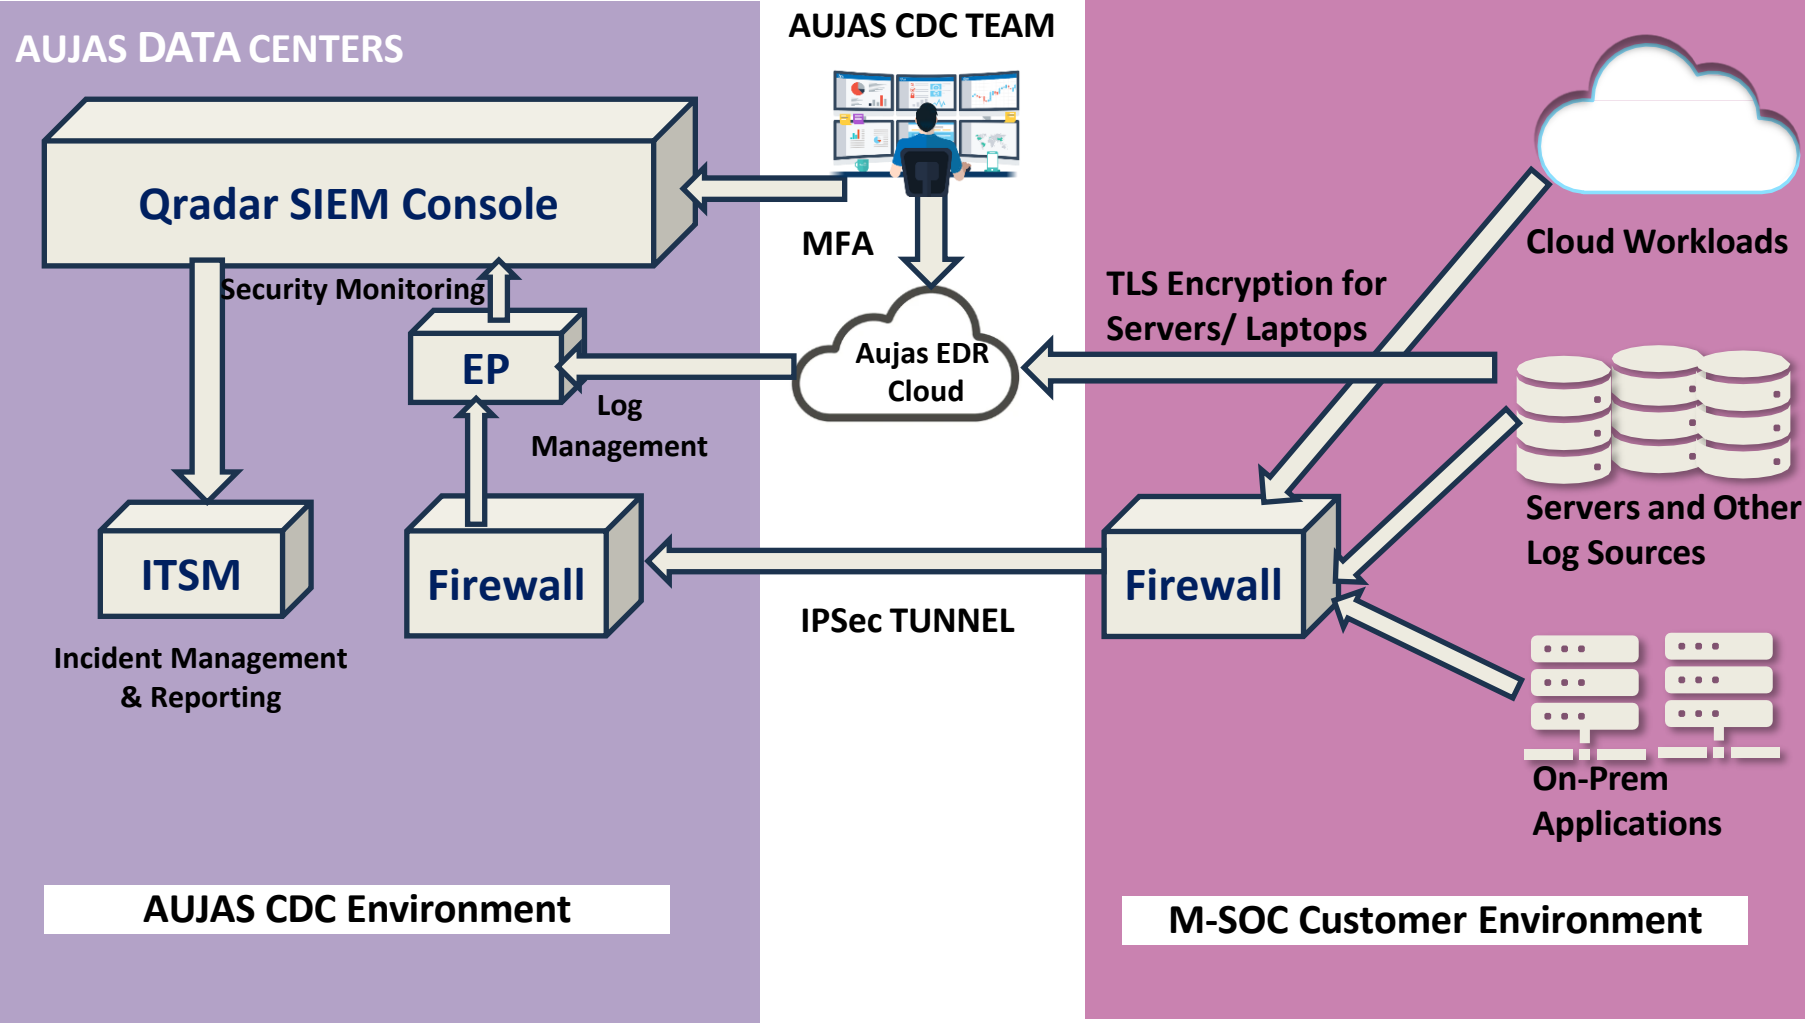 AUJAS DATA CENTERS
AUJAS CDC TEAM
Qradar SIEM Console
MFA
Cloud Workloads
Security Monitoring
TLS Encryption for
Servers/ Laptops
EP
Aujas EDR
Cloud
Log
Management
Servers and Other
Log Sources
ITSM
Firewall
Firewall
IPSec TUNNEL
Incident Management
& Reporting
On-Prem
Applications
AUJAS CDC Environment
M-SOC Customer Environment